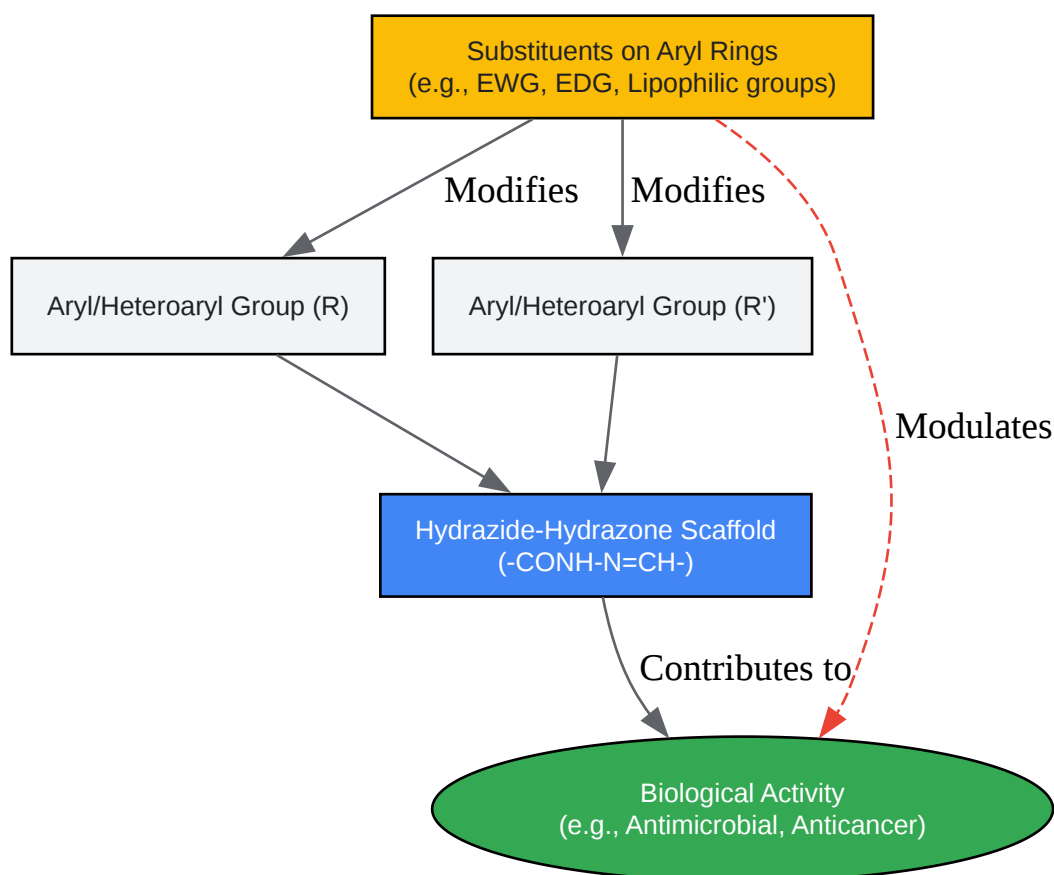 Substituents on Aryl Rings
(e.g., EWG, EDG, Lipophilic groups)
Modifies
Modifies
Aryl/Heteroaryl Group (R)
Aryl/Heteroaryl Group (R')
Modulates
Hydrazide-Hydrazone Scaffold
(-CONH-N=CH-)
Contributes to
Biological Activity
(e.g., Antimicrobial, Anticancer)